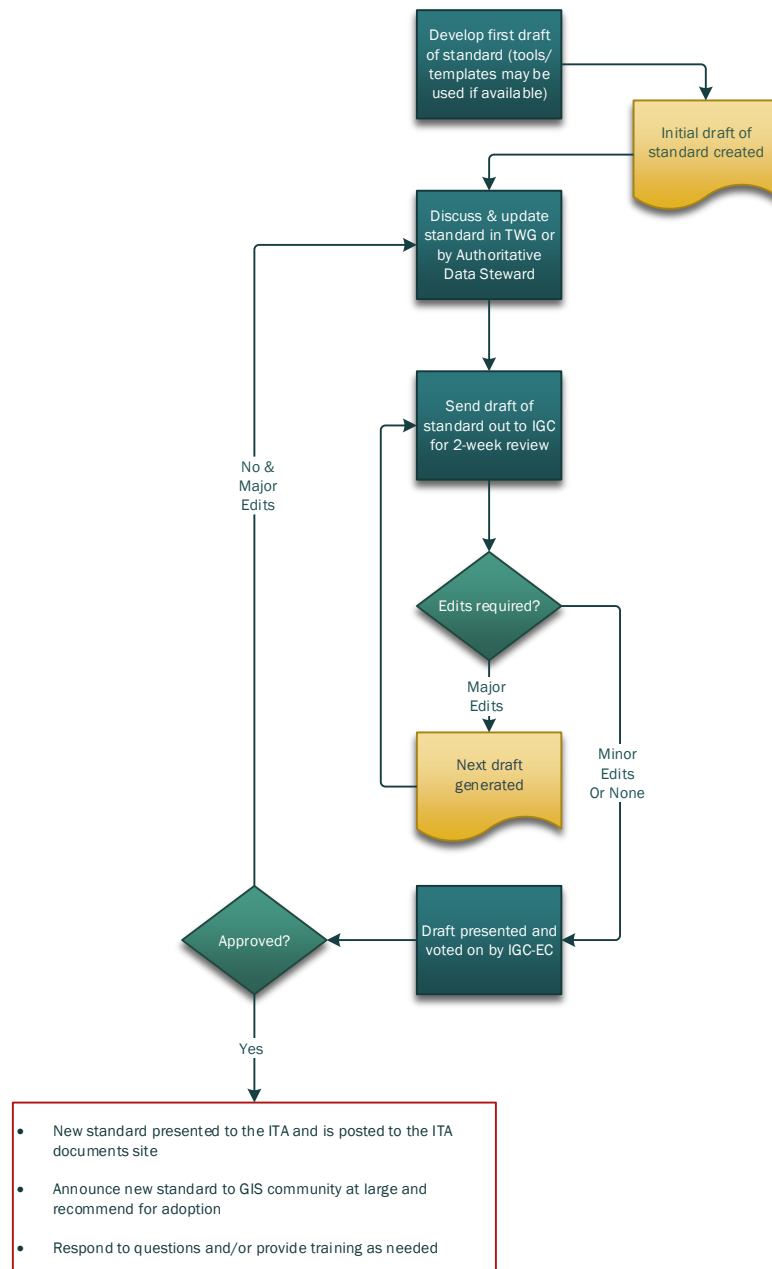 Develop first draft
of standard (tools/
templates may be
used if available)
Initial draft of
standard created
Discuss & update
standard in TWG or
by Authoritative
Data Steward
Send draft of
standard out to IGC
for 2-week review
No &
Major
Edits
Edits required?
Major
Edits
Next draft
generated
Minor
Edits
Or None
Draft presented and
voted on by IGC-EC
Approved?
Yes
• New standard presented to the ITA and is posted to the ITA
documents site
• Announce new standard to GIS community at large and
recommend for adoption
• Respond to questions and/or provide training as needed